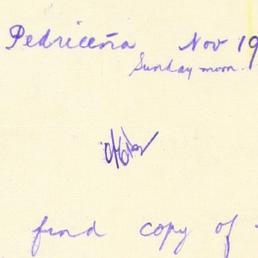 Pedriceña Nov 19
Sunday morn.
find copy of